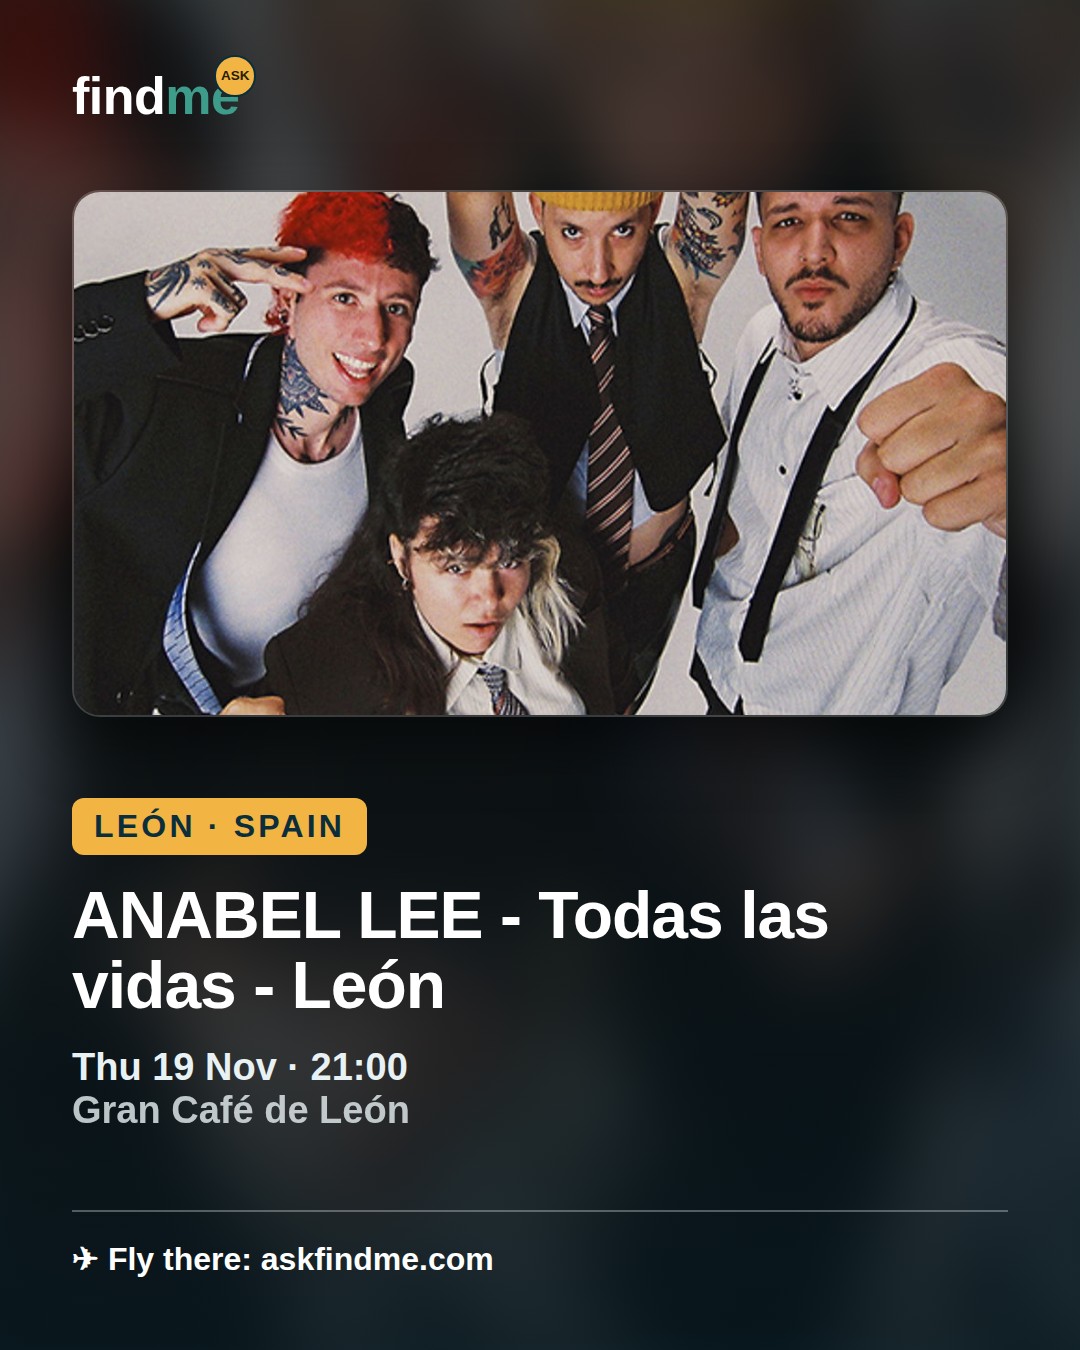 findme
ASK
LEÓN · SPAIN
ANABEL LEE - Todas las
vidas - León
Thu 19 Nov · 21:00
Gran Café de León
✈ Fly there: askfindme.com